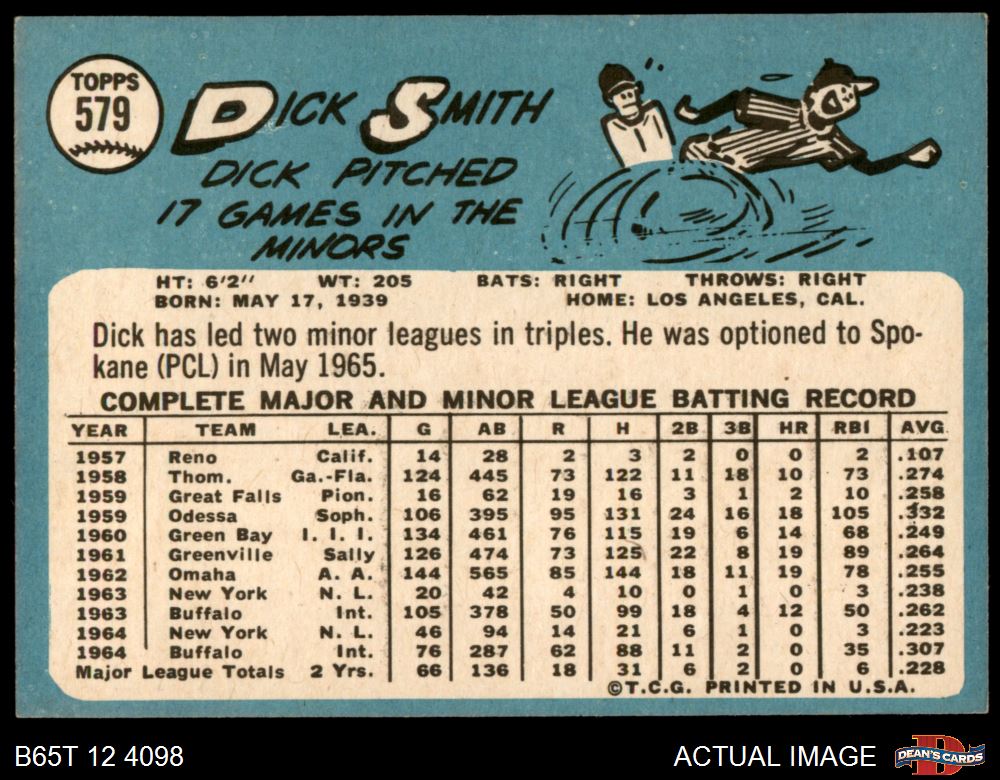 TOPPS
579
DICK SMITH
DICK PITCHED
17 GAMES IN THE
MINORS
HT: 6'2" WT: 205 BATS: RIGHT THROWS: RIGHT
BORN: MAY 17, 1939 HOME: LOS ANGELES, CAL.
Dick has led two minor leagues in triples. He was optioned to Spo-
kane (PCL) in May 1965.
COMPLETE MAJOR AND MINOR LEAGUE BATTING RECORD
YEAR TEAM LEA. G AB R H 2B 3B HR RBI AVG.
1957 Reno Calif. 14 28 2 3 2 0 0 2 .107
1958 Thom. Ga.-Fla. 124 445 73 122 11 18 10 73 .274
1959 Great Falls Pion. 16 62 19 16 3 1 2 10 .258
1959 Odessa Soph. 106 395 95 131 24 16 18 105 .332
1960 Green Bay I. I. I. 134 461 76 115 19 6 14 68 .249
1961 Greenville Sally 126 474 73 125 22 8 19 89 .264
1962 Omaha A. A. 144 565 85 144 18 11 19 78 .255
1963 New York N. L. 20 42 4 10 0 1 0 3 .238
1963 Buffalo Int. 105 378 50 99 18 4 12 50 .262
1964 New York N. L. 46 94 14 21 6 1 0 3 .223
1964 Buffalo Int. 76 287 62 88 11 2 0 35 .307
Major League Totals 2 Yrs. 66 136 18 31 6 2 0 6 .228
©T.C.G. PRINTED IN U.S.A.
B65T 12 4098 ACTUAL IMAGE DEAN'S CARDS